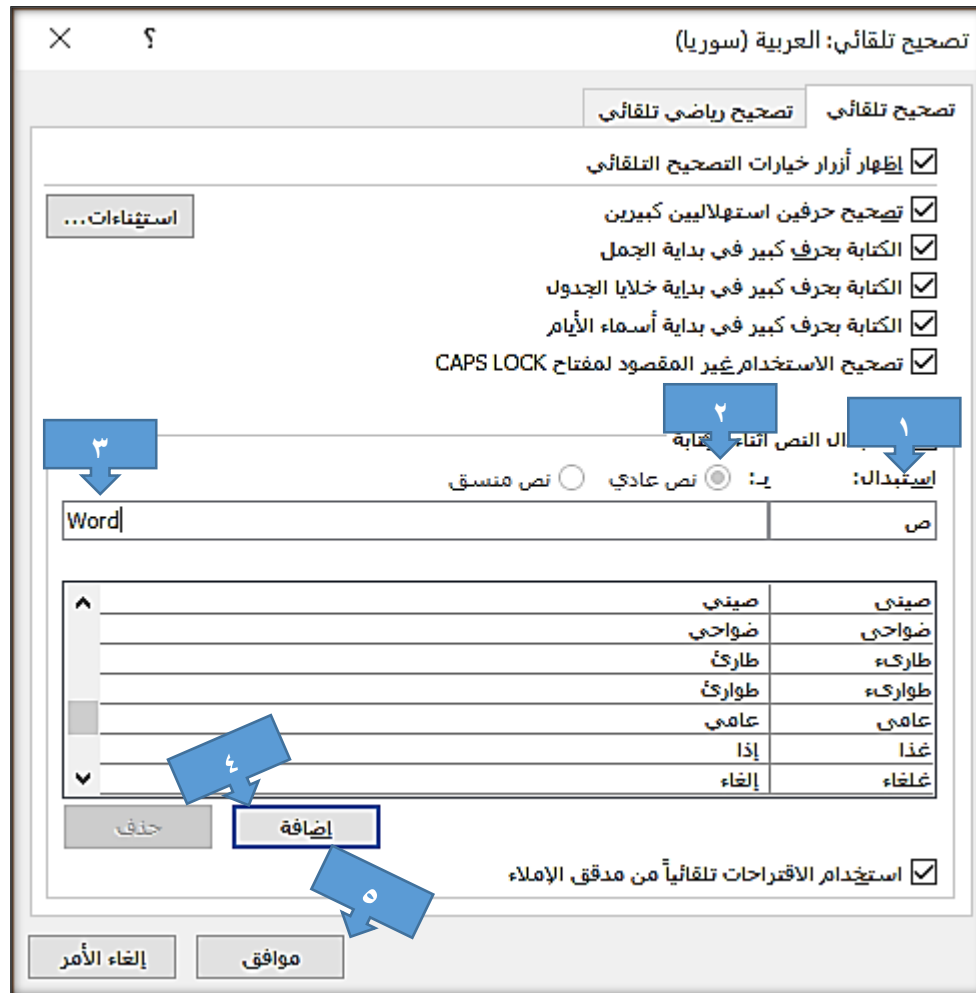 تصحيح تلقائي: العربية (سوريا)
؟
تصحيح تلقائي تصحيح رياضي تلقائي
إظهار أزرار خيارات التصحيح التلقائي
تصحيح حرفين استهلاليين كبيرين
استثناءات...
الكتابة بحرف كبير في بداية الجمل
الكتابة بحرف كبير في بداية خلايا الجدول
الكتابة بحرف كبير في بداية أسماء الأيام
تصحيح الاستخدام غير المقصود لمفتاح CAPS LOCK
١
٢
٣
النص
استبدال: بـ: نص عادي نص منسق
ص Word
صينى صيني
ضواحى ضواحي
طارىء طارئ
طوارىء طوارئ
عامى عامي
غذا إذا
غلغاء إلغاء
٤
إضافة حذف
استخدام الاقتراحات تلقائياً من مدقق الإملاء
٥
موافق إلغاء الأمر